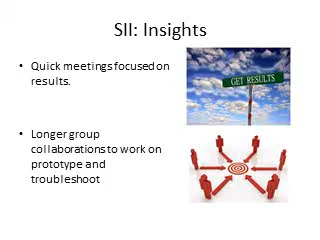 SII: Insights
• Quick meetings focused on
results.
GET RESULTS
• Longer group
collaborations to work on
prototype and
troubleshoot